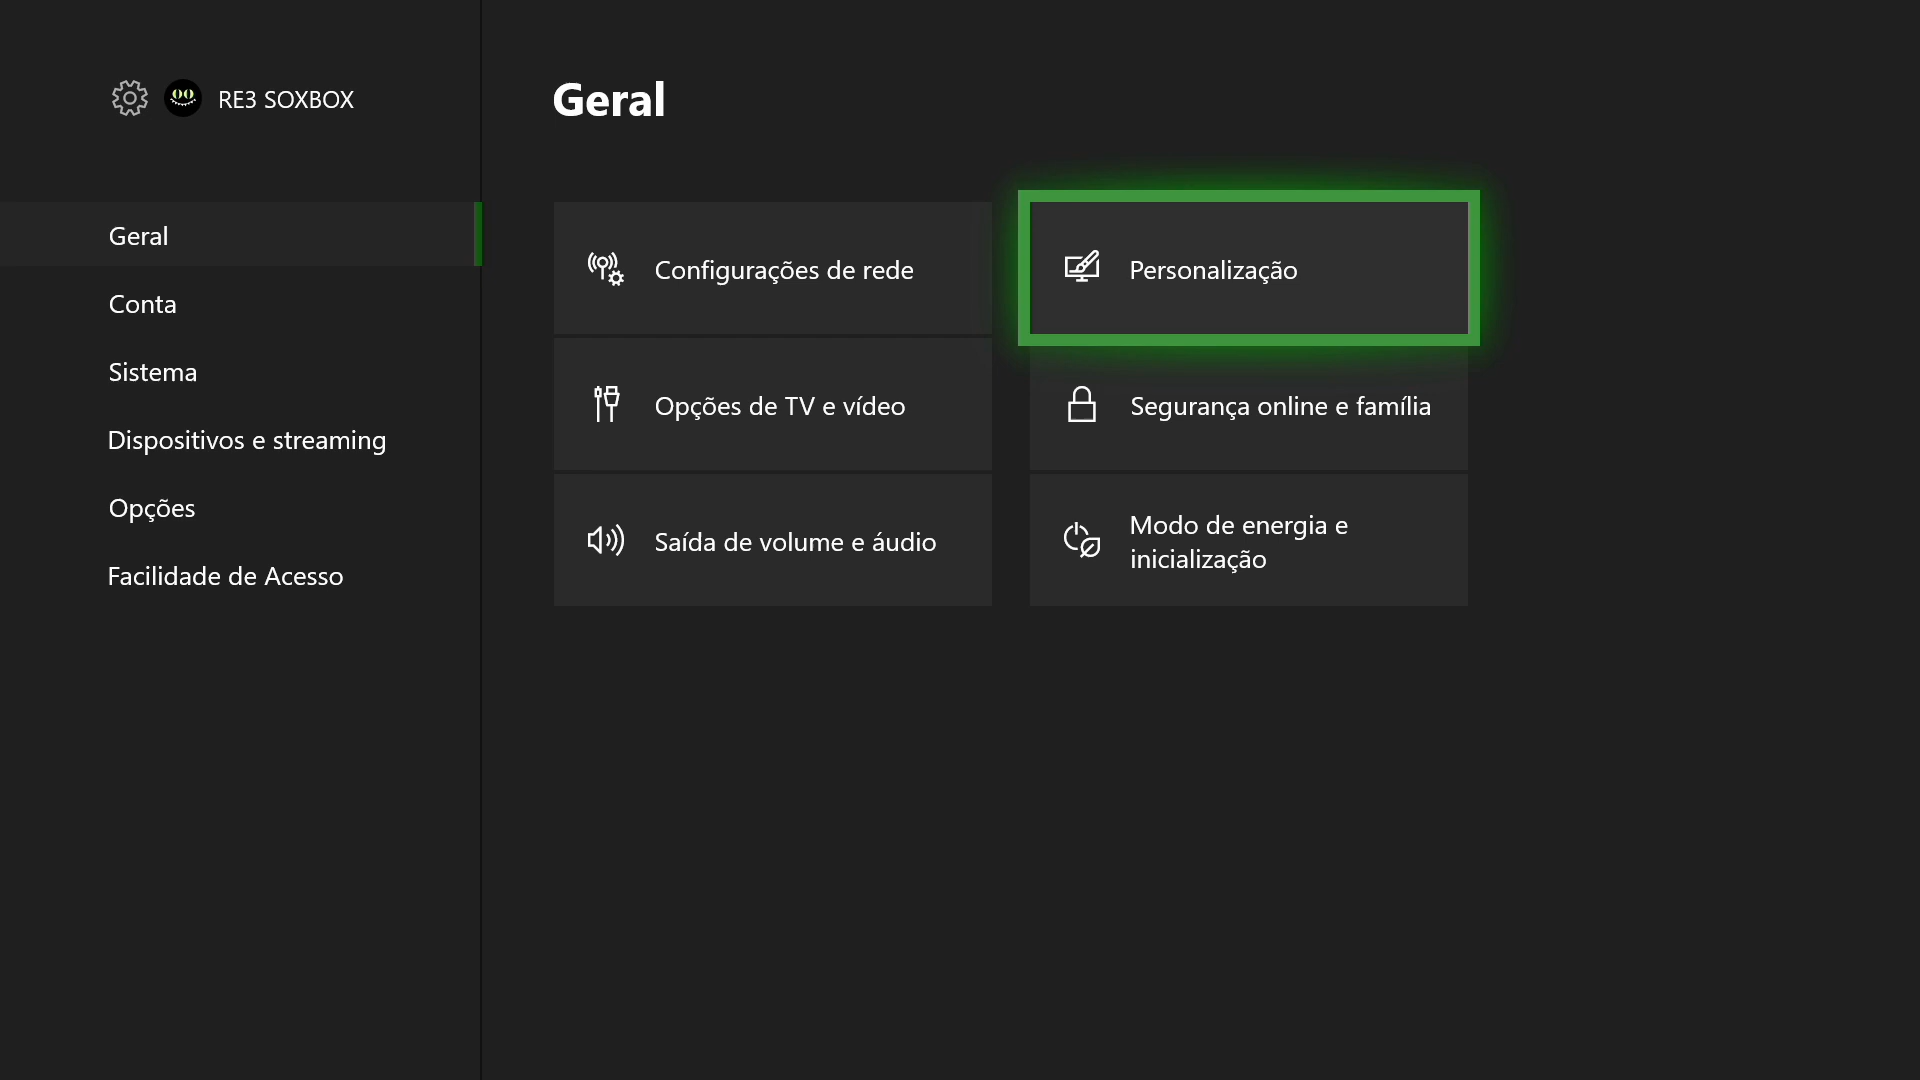 RE3 SOXBOX
Geral
Conta
Sistema
Dispositivos e streaming
Opções
Facilidade de Acesso
Geral
Configurações de rede
Personalização
Opções de TV e vídeo
Segurança online e família
Saída de volume e áudio
Modo de energia e
inicialização